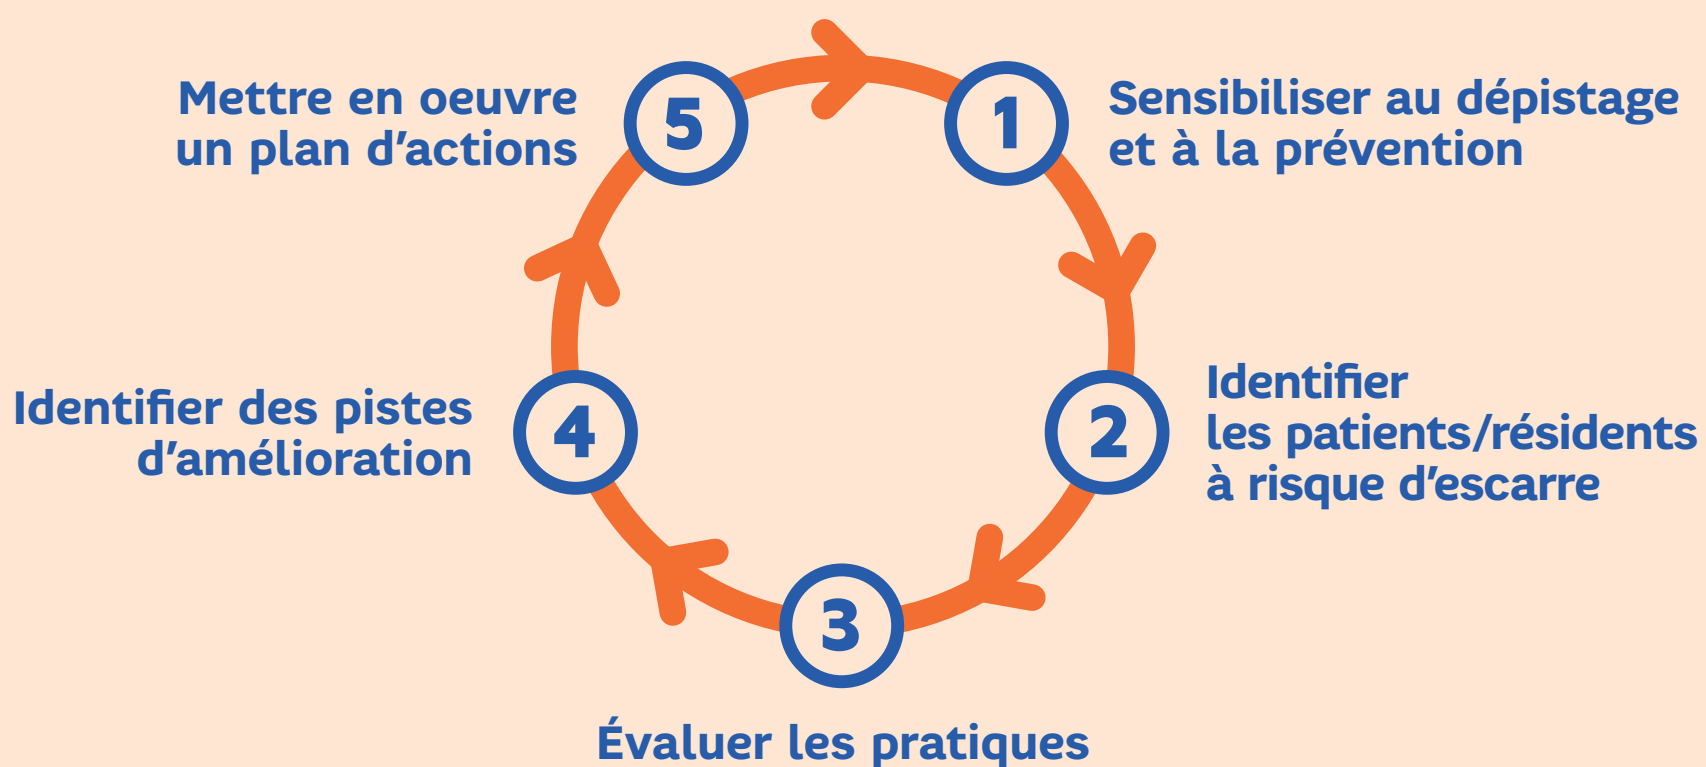 1
Sensibiliser au dépistage
et à la prévention
2
Identifier
les patients/résidents
à risque d'escarre
3
Évaluer les pratiques
4
Identifier des pistes
d'amélioration
5
Mettre en oeuvre
un plan d'actions